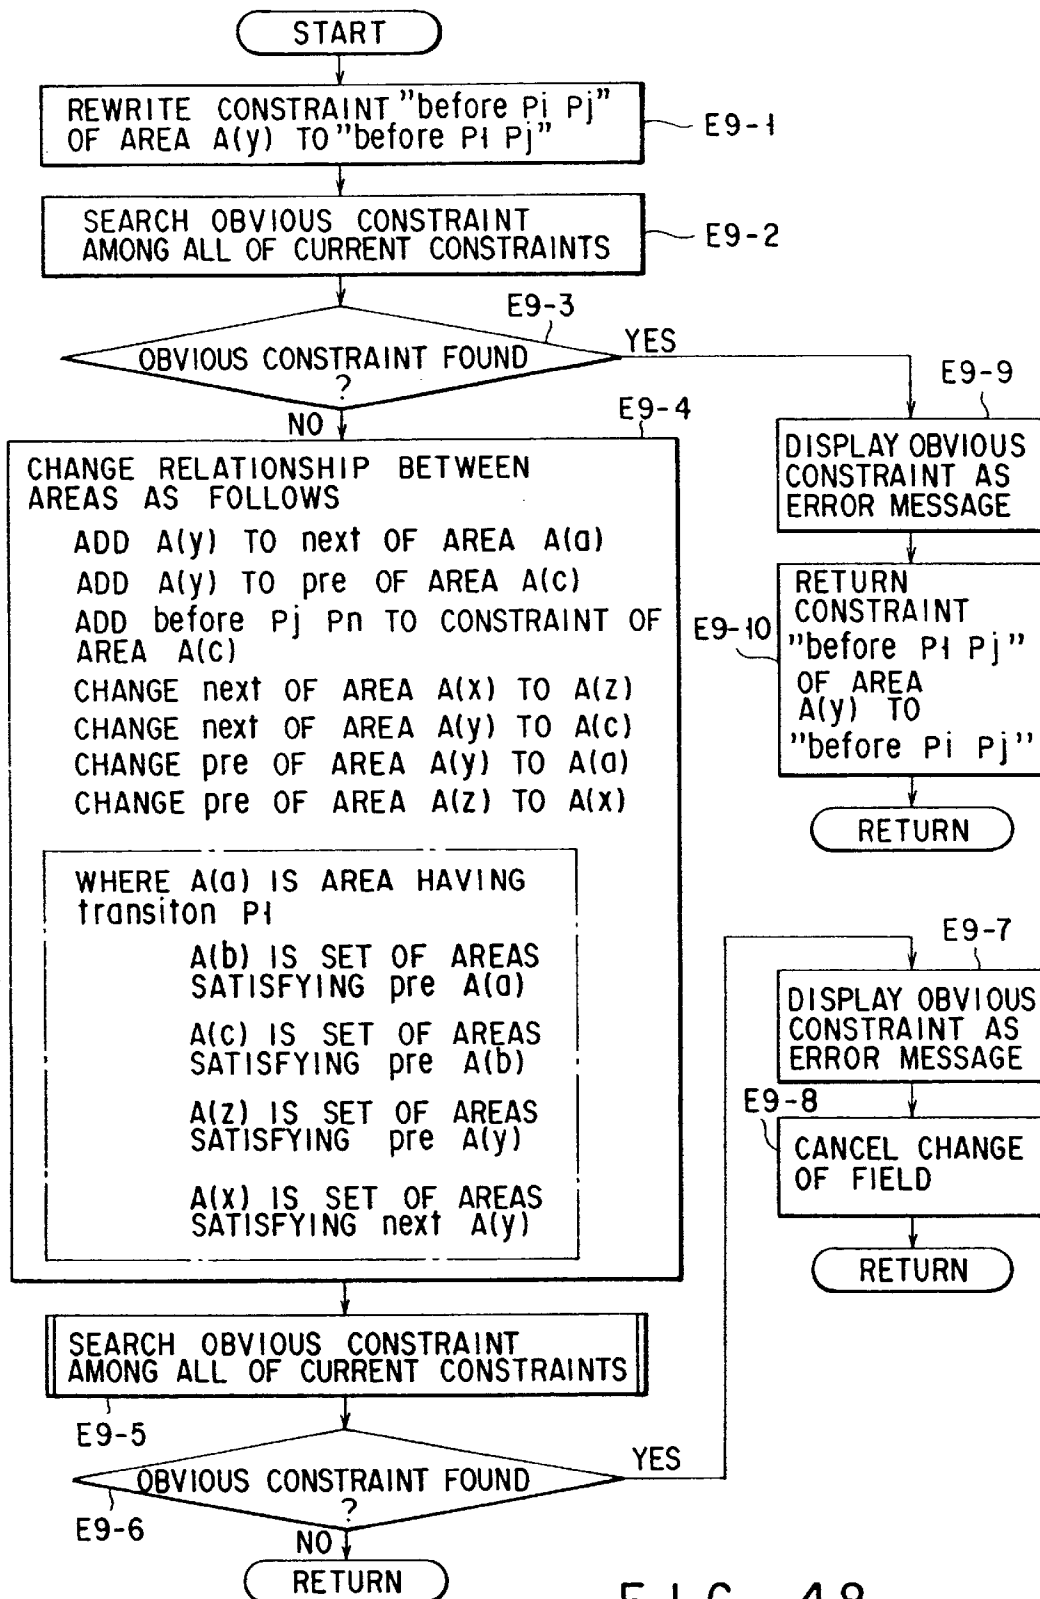 START
REWRITE CONSTRAINT "before Pi Pj"
OF AREA A(y) TO "before Pl Pj"
E9-1
SEARCH OBVIOUS CONSTRAINT
AMONG ALL OF CURRENT CONSTRAINTS
E9-2
E9-3
OBVIOUS CONSTRAINT FOUND
?
YES
NO
E9-4
CHANGE RELATIONSHIP BETWEEN
AREAS AS FOLLOWS
ADD A(y) TO next OF AREA A(a)
ADD A(y) TO pre OF AREA A(c)
ADD before Pj Pn TO CONSTRAINT OF
AREA A(c)
CHANGE next OF AREA A(x) TO A(z)
CHANGE next OF AREA A(y) TO A(c)
CHANGE pre OF AREA A(y) TO A(a)
CHANGE pre OF AREA A(z) TO A(x)
WHERE A(a) IS AREA HAVING
transiton Pl
A(b) IS SET OF AREAS
SATISFYING pre A(a)
A(c) IS SET OF AREAS
SATISFYING pre A(b)
A(z) IS SET OF AREAS
SATISFYING pre A(y)
A(x) IS SET OF AREAS
SATISFYING next A(y)
SEARCH OBVIOUS CONSTRAINT
AMONG ALL OF CURRENT CONSTRAINTS
E9-5
OBVIOUS CONSTRAINT FOUND
?
YES
E9-6
NO
RETURN
E9-9
DISPLAY OBVIOUS
CONSTRAINT AS
ERROR MESSAGE
E9-10
RETURN
CONSTRAINT
"before Pl Pj"
OF AREA
A(y) TO
"before Pi Pj"
RETURN
E9-7
DISPLAY OBVIOUS
CONSTRAINT AS
ERROR MESSAGE
E9-8
CANCEL CHANGE
OF FIELD
RETURN
FIG. 48